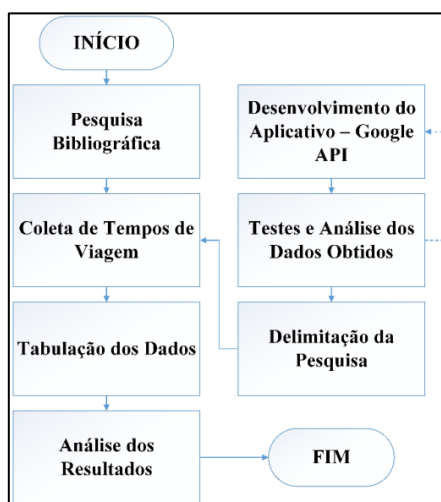 INÍCIO
Pesquisa
Bibliográfica
Coleta de Tempos de
Viagem
Tabulação dos Dados
Análise dos
Resultados
Desenvolvimento do
Aplicativo – Google
API
Testes e Análise dos
Dados Obtidos
Delimitação da
Pesquisa
FIM